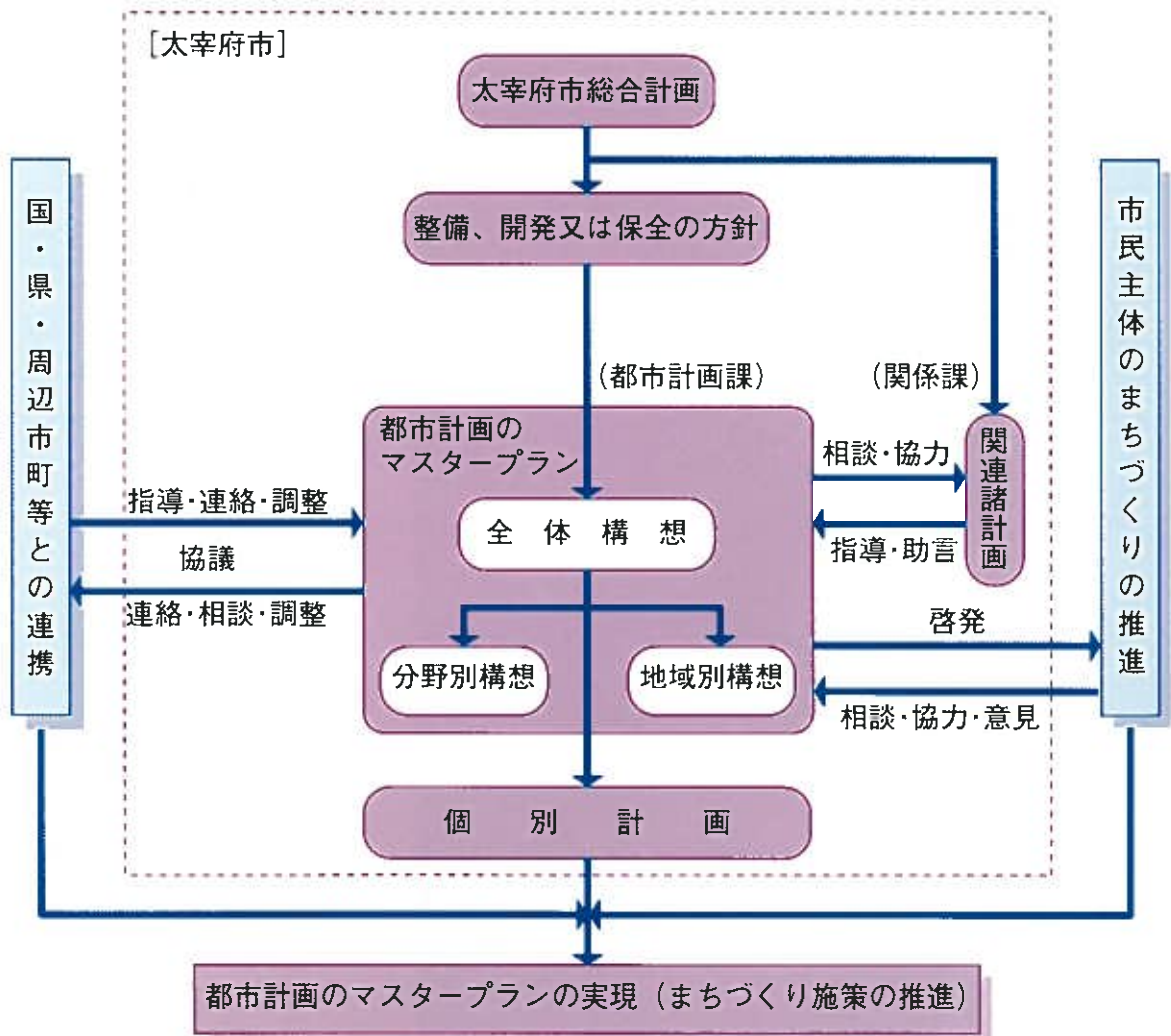 [太宰府市]
太宰府市総合計画
整備、開発又は保全の方針
(都市計画課)
(関係課)
国・県・周辺市町等との連携
市民主体のまちづくりの推進
都市計画の
マスタープラン
相談・協力
関連諸計画
指導・助言
指導・連絡・調整
協議
連絡・相談・調整
全体構想
分野別構想
地域別構想
啓発
相談・協力・意見
個別計画
都市計画のマスタープランの実現(まちづくり施策の推進)